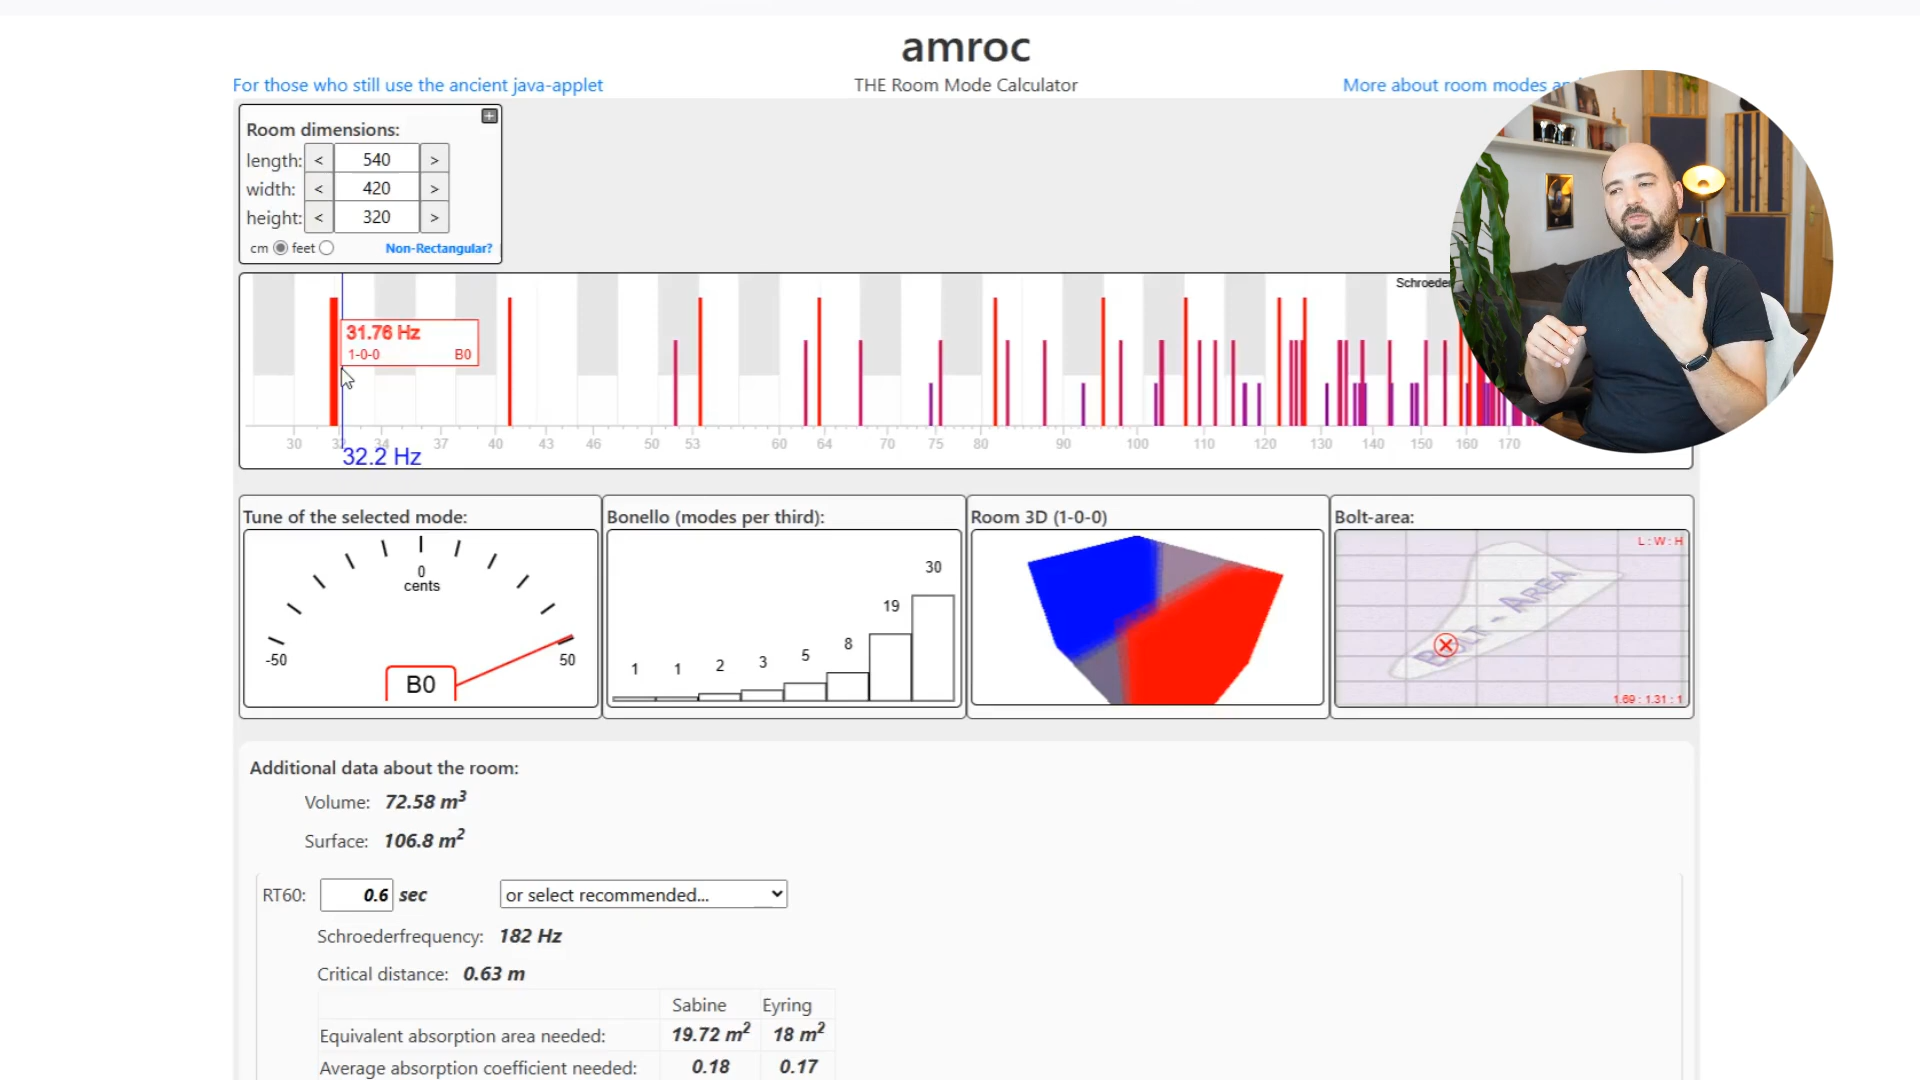 amroc
For those who still use the ancient java-applet
THE Room Mode Calculator
More about room modes
Room dimensions:
length: < 540 >
width: < 420 >
height: < 320 >
cm feet Non-Rectangular?
Schroeder
31.76 Hz
1-0-0 B0
30 32 34 37 40 43 46 50 53 60 64 70 75 80 90 100 110 120 130 140 150 160 170
32.2 Hz
Tune of the selected mode:
0
cents
-50 50
B0
Bonello (modes per third):
1 1 2 3 5 8 19 30
Room 3D (1-0-0)
Bolt-area:
L : W : H
BOLT - AREA
1.69 : 1.31 : 1
Additional data about the room:
Volume: 72.58 m³
Surface: 106.8 m²
RT60: 0.6 sec or select recommended...
Schroederfrequency: 182 Hz
Critical distance: 0.63 m
Sabine Eyring
Equivalent absorption area needed: 19.72 m² 18 m²
Average absorption coefficient needed: 0.18 0.17